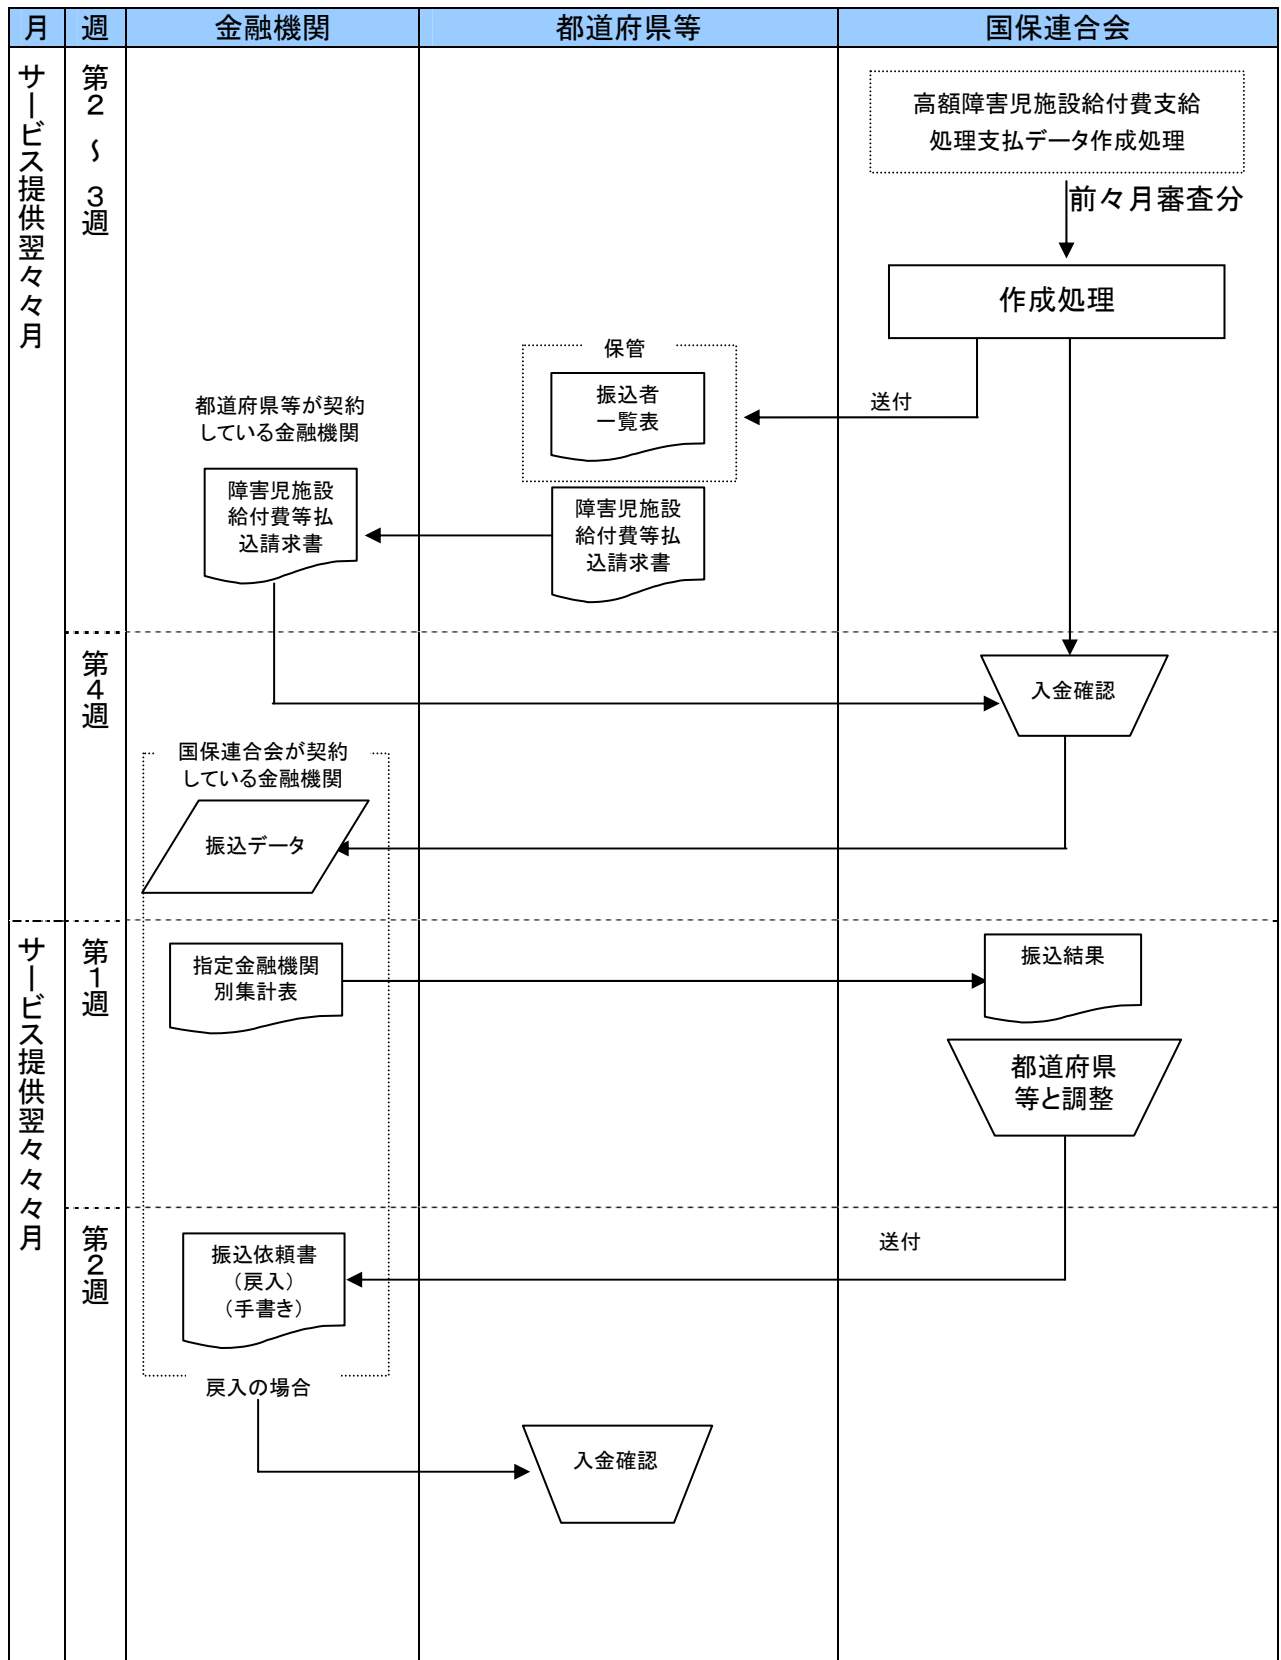 月 週 金融機関 都道府県等 国保連合会
サービス提供翌々月
第2～3週
高額障害児施設給付費支給
処理支払データ作成処理
前々月審査分
作成処理
保管
振込者
一覧表
送付
都道府県等が契約
している金融機関
障害児施設
給付費等払
込請求書
障害児施設
給付費等払
込請求書
第4週
入金確認
国保連合会が契約
している金融機関
振込データ
サービス提供翌々々月
第1週
指定金融機関
別集計表
振込結果
都道府県
等と調整
第2週
送付
振込依頼書
（戻入）
（手書き）
戻入の場合
入金確認